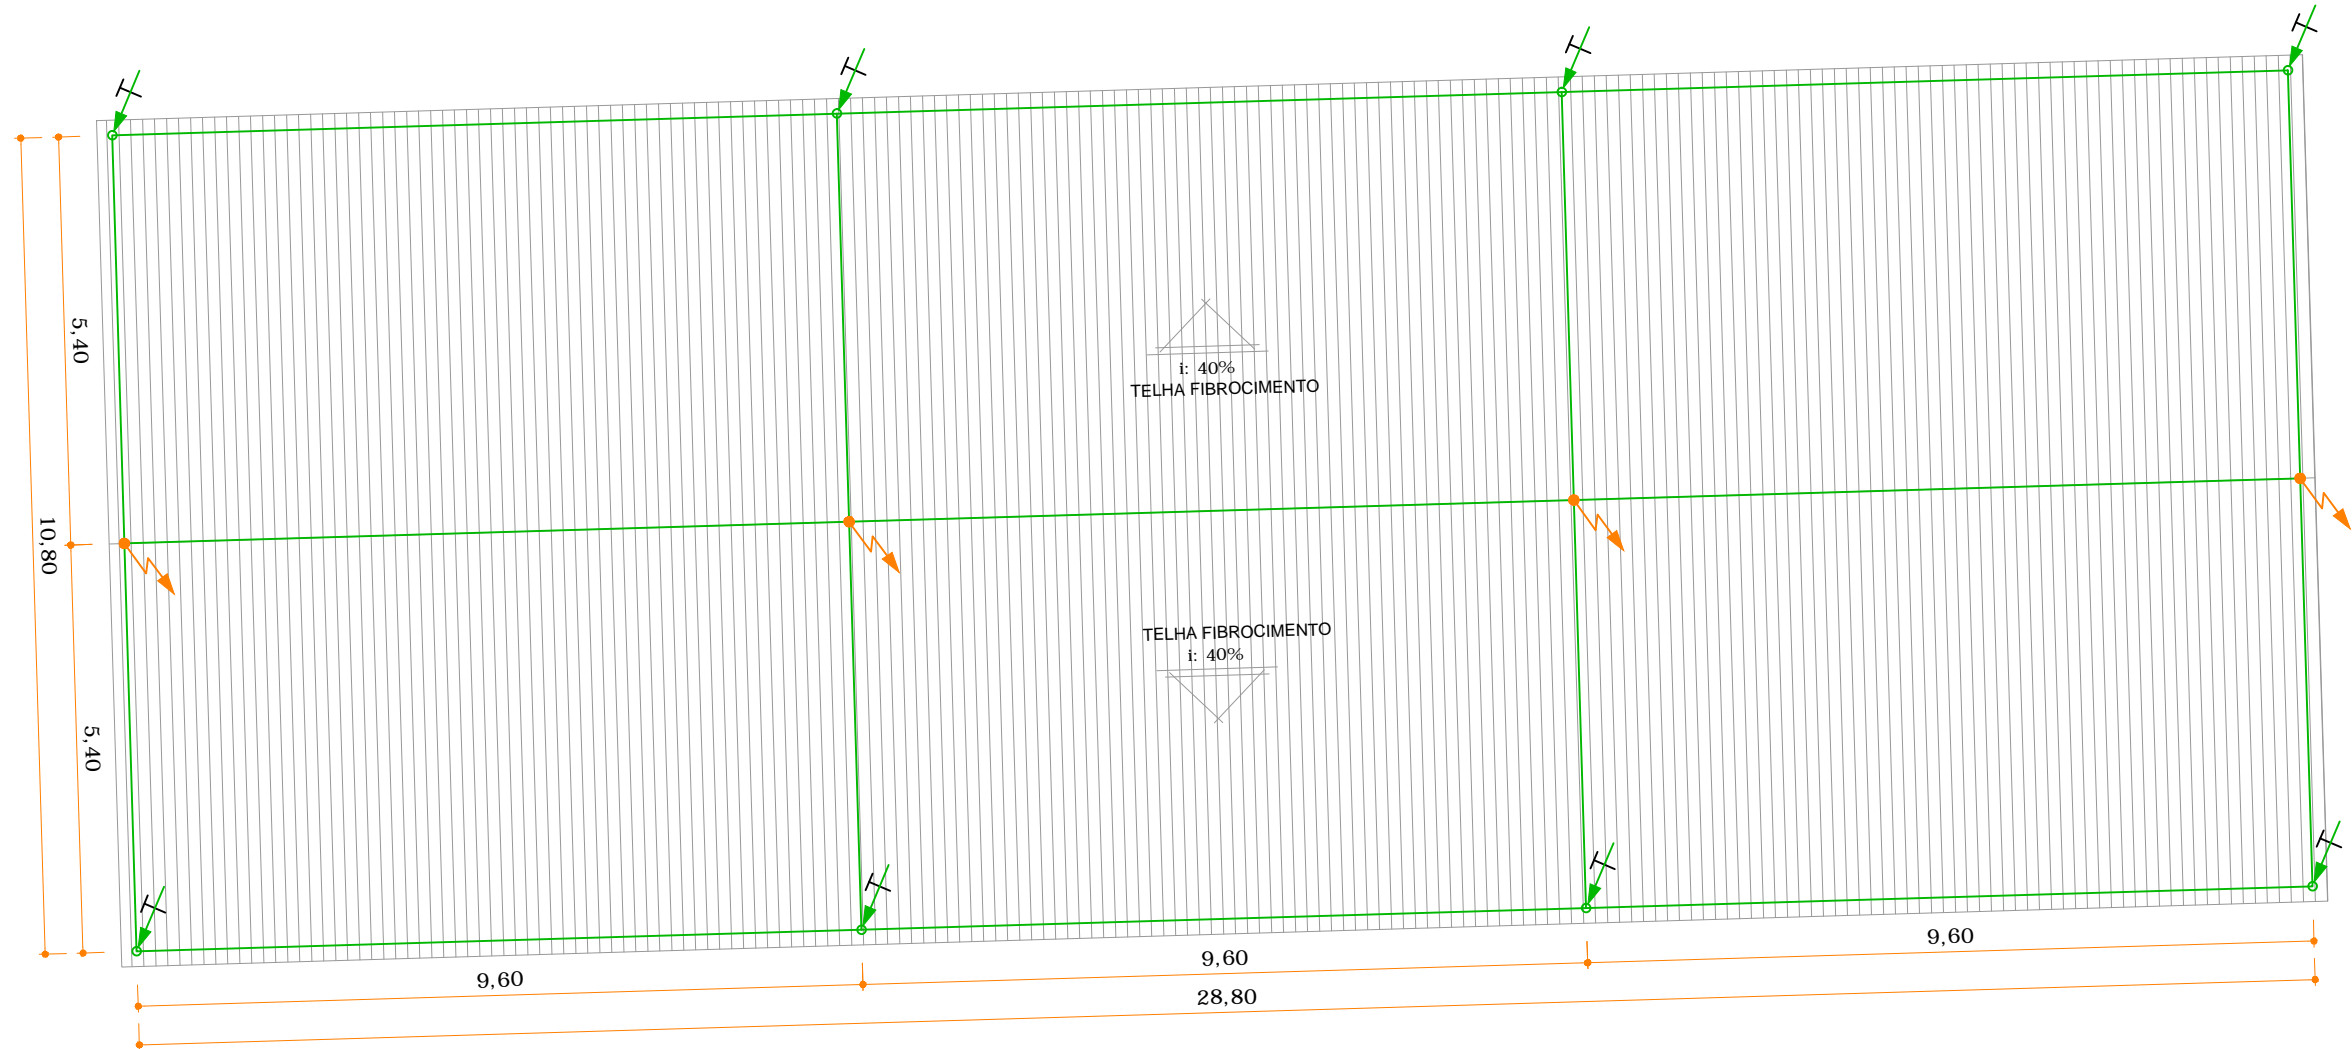 5,40
i: 40%
TELHA FIBROCIMENTO
10,80
TELHA FIBROCIMENTO
i: 40%
5,40
9,60
9,60
9,60
28,80